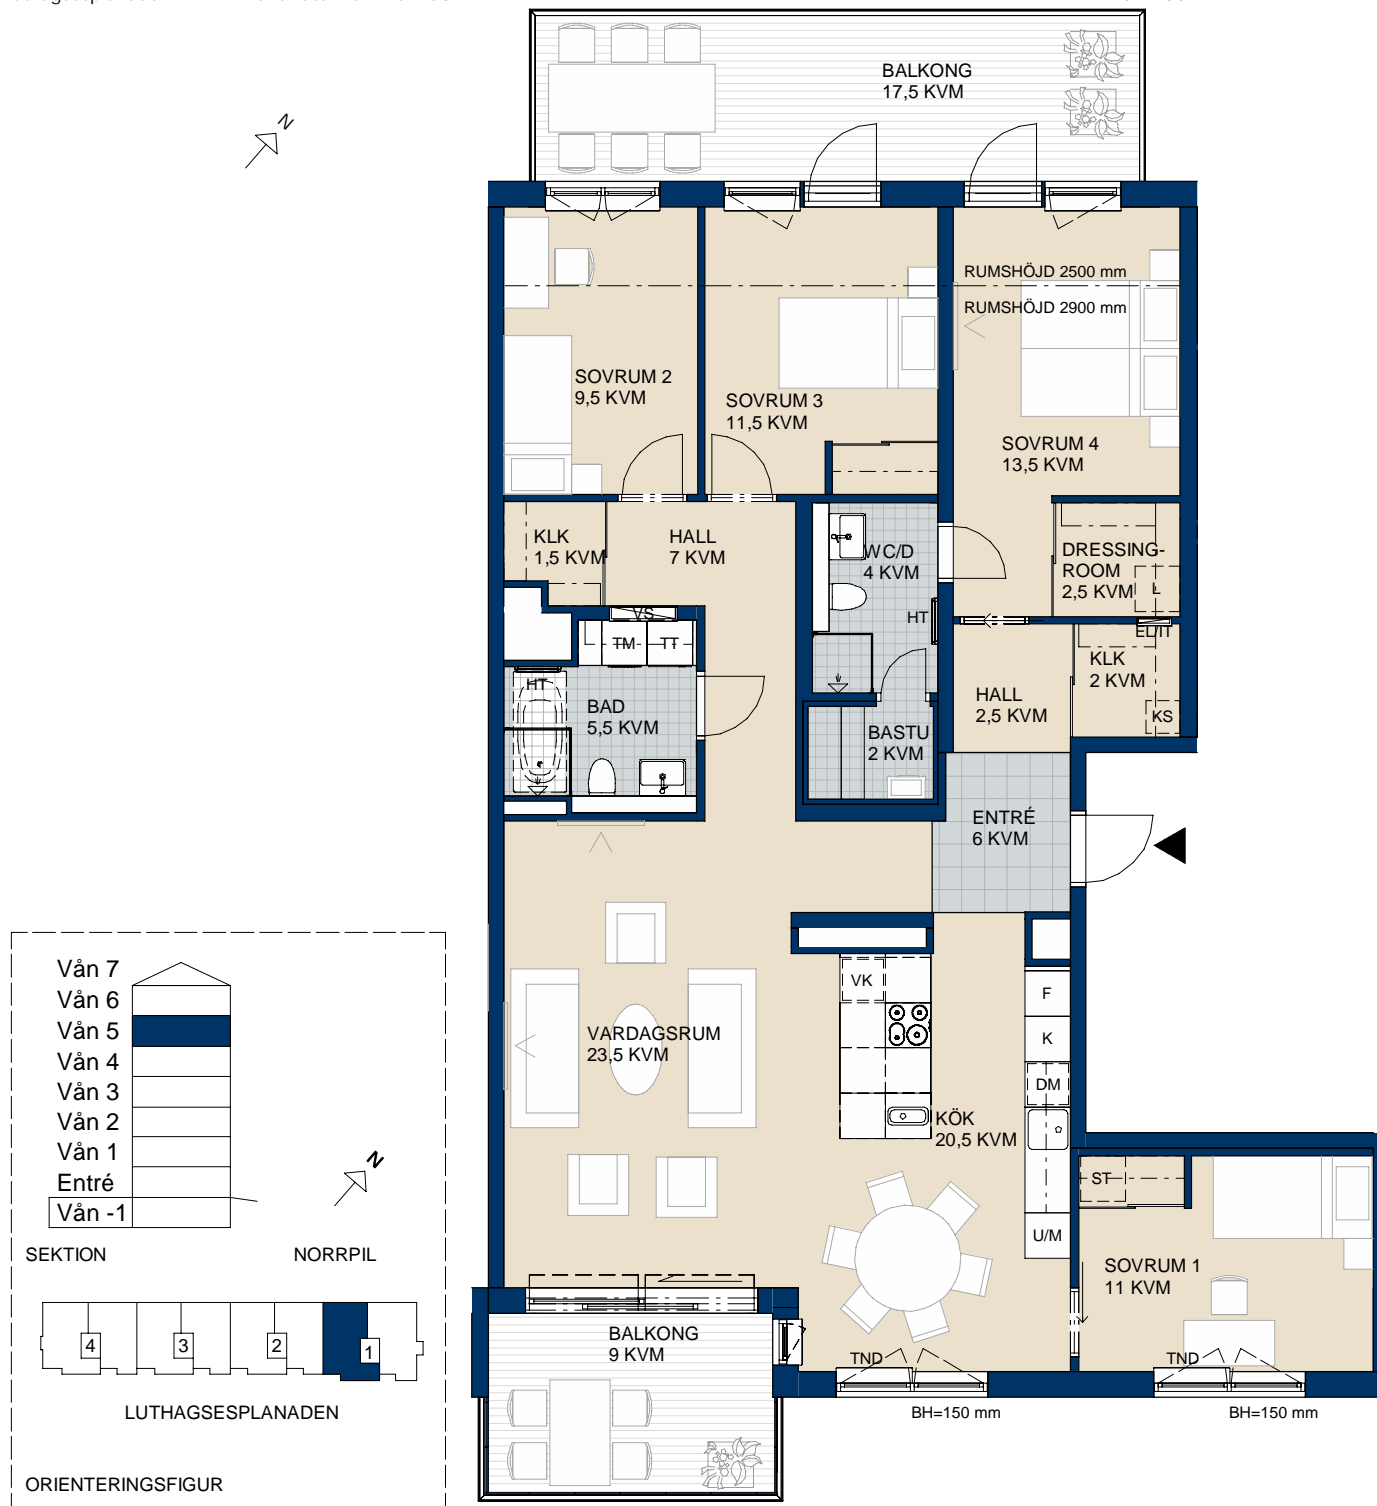 BALKONG
17,5 KVM
N
RUMSHÖJD 2500 mm
RUMSHÖJD 2900 mm
SOVRUM 2
9,5 KVM
SOVRUM 3
11,5 KVM
SOVRUM 4
13,5 KVM
KLK
1,5 KVM
HALL
7 KVM
WC/D
4 KVM
DRESSING-
ROOM
2,5 KVM
L
VS
TM
TT
HT
EL/IT
KLK
2 KVM
HT
BAD
5,5 KVM
HALL
2,5 KVM
KS
BASTU
2 KVM
ENTRÉ
6 KVM
VK
F
K
DM
VARDAGSRUM
23,5 KVM
KÖK
20,5 KVM
ST
U/M
SOVRUM 1
11 KVM
BALKONG
9 KVM
TND
TND
BH=150 mm
BH=150 mm
Vån 7
Vån 6
Vån 5
Vån 4
Vån 3
Vån 2
Vån 1
Entré
Vån -1
N
SEKTION
NORRPIL
4
3
2
1
LUTHAGSESPLANADEN
ORIENTERINGSFIGUR